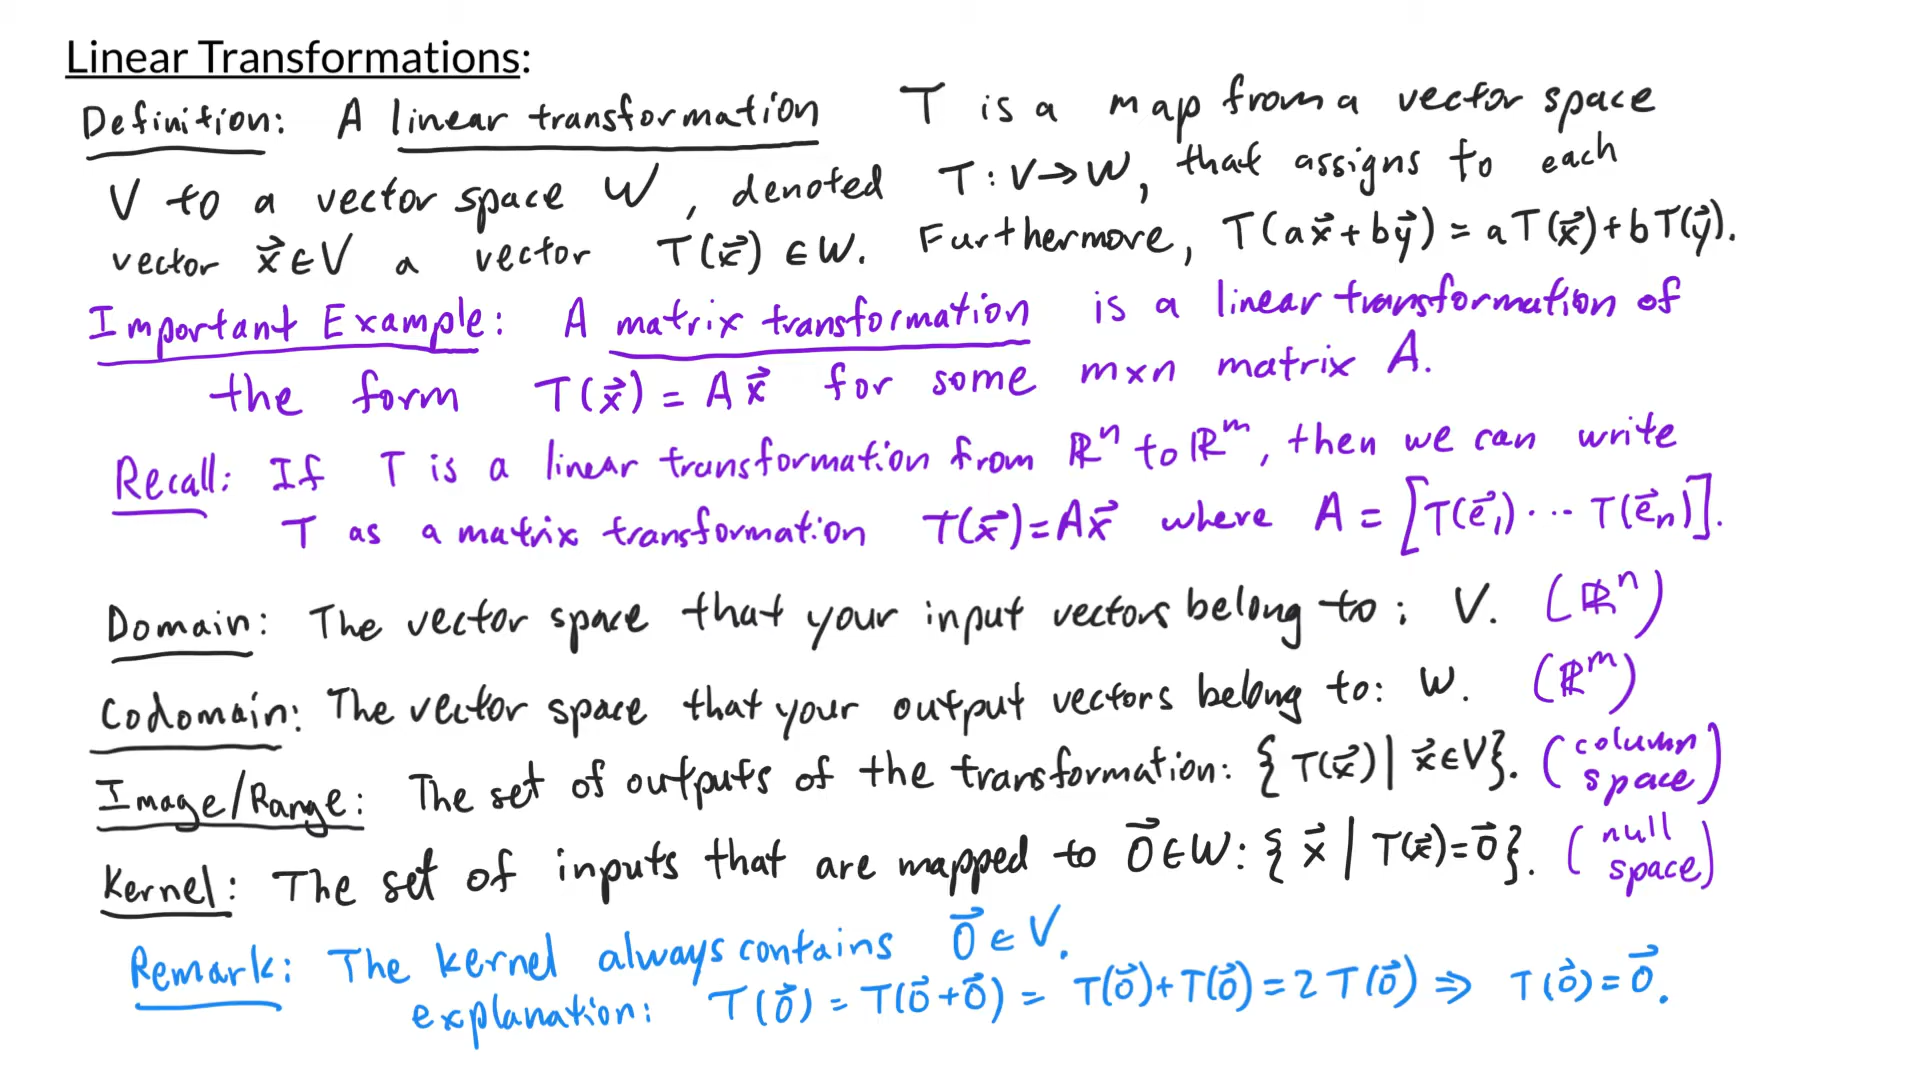 Linear Transformations:
Definition: A linear transformation T is a map from a vector space
V to a vector space W, denoted T: V→W, that assigns to each
vector x⃗∈V a vector T(x⃗)∈W. Furthermore, T(ax⃗+by⃗)=aT(x⃗)+bT(y⃗).
Important Example: A matrix transformation is a linear transformation of
the form T(x⃗)=Ax⃗ for some m×n matrix A.
Recall: If T is a linear transformation from ℝⁿ to ℝᵐ, then we can write
T as a matrix transformation T(x⃗)=Ax⃗ where A=[T(e⃗₁)⋯T(e⃗ₙ)].
Domain: The vector space that your input vectors belong to: V. (ℝⁿ)
Codomain: The vector space that your output vectors belong to: W. (ℝᵐ)
Image/Range: The set of outputs of the transformation: {T(x⃗)|x⃗∈V}. (column space)
Kernel: The set of inputs that are mapped to 0⃗∈W: {x⃗|T(x⃗)=0⃗}. (null space)
Remark: The kernel always contains 0⃗∈V.
explanation: T(0⃗)=T(0⃗+0⃗)=T(0⃗)+T(0⃗)=2T(0⃗)⇒T(0⃗)=0⃗.